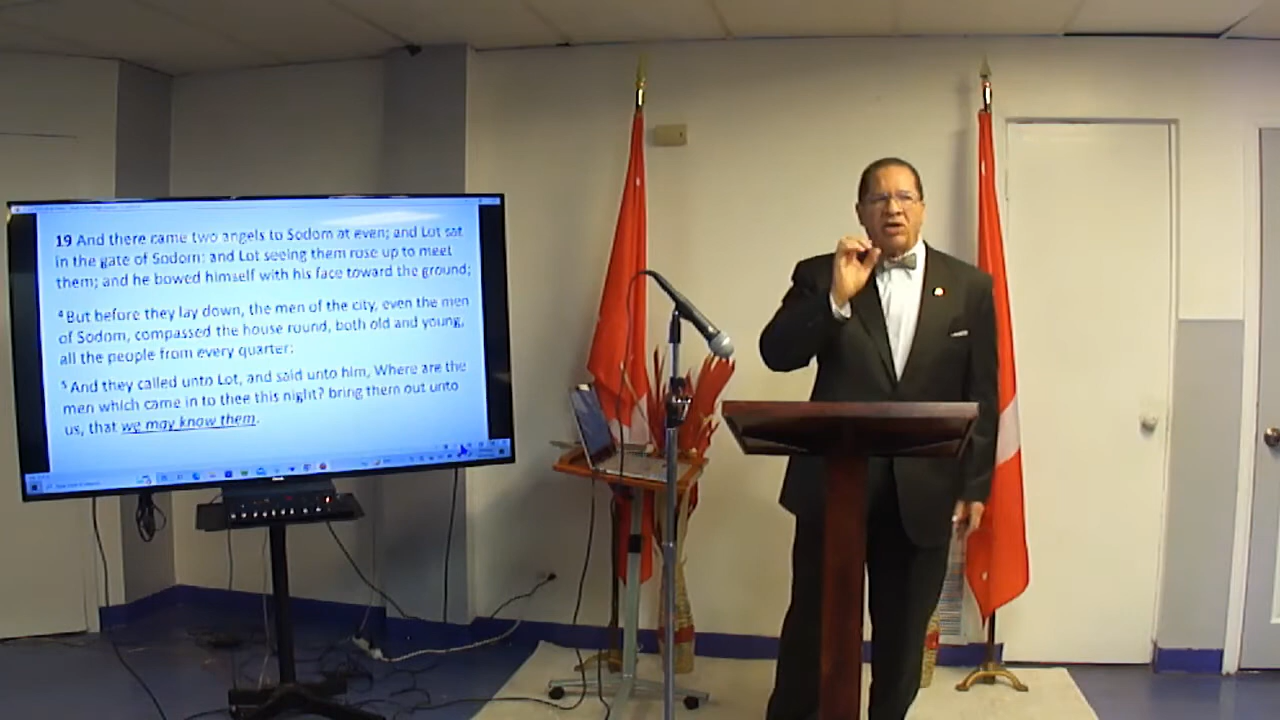 19 And there came two angels to Sodom at even; and Lot sat
in the gate of Sodom: and Lot seeing them rose up to meet
them; and he bowed himself with his face toward the ground;
4 But before they lay down, the men of the city, even the men
of Sodom, compassed the house round, both old and young,
all the people from every quarter:
5 And they called unto Lot, and said unto him, Where are the
men which came in to thee this night? bring them out unto
us, that we may know them.